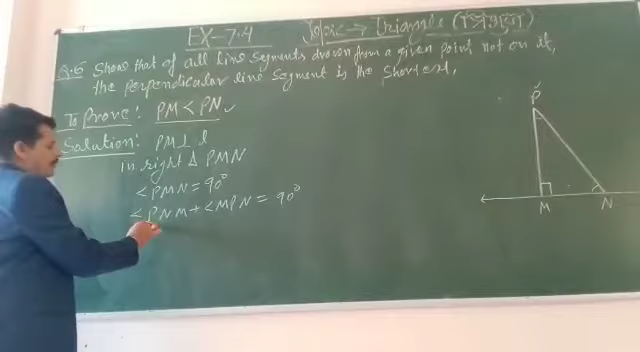 EX-7.4 Topic → Triangle (त्रिभुज)
Q.5 Show that of all line segments drawn from a given point not on it,
the perpendicular line segment is the shortest.
To Prove: PM < PN ✓
Solution: PM ⊥ l
in right Δ PMN
∠PMN = 90°
∠PNM + ∠MPN = 90°
P
M N